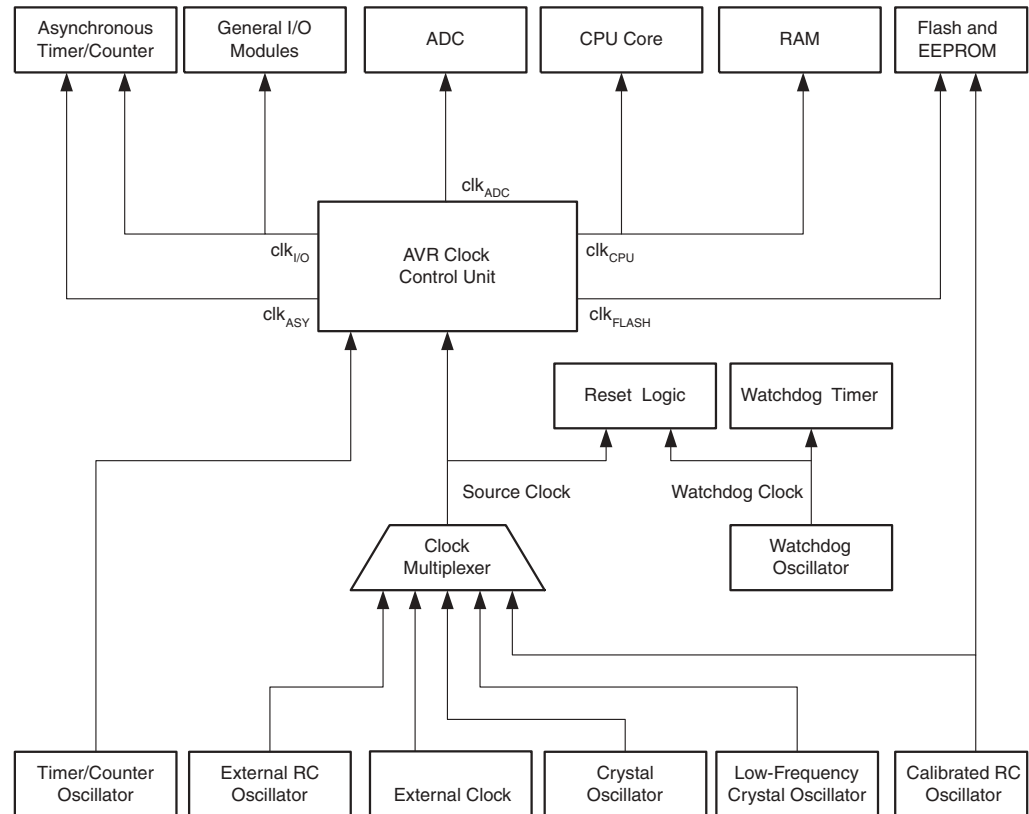 Asynchronous
Timer/Counter
General I/O
Modules
ADC
CPU Core
RAM
Flash and
EEPROM
clkADC
clkI/O
AVR Clock
Control Unit
clkCPU
clkASY
clkFLASH
Reset Logic
Watchdog Timer
Source Clock
Watchdog Clock
Clock
Multiplexer
Watchdog
Oscillator
Timer/Counter
Oscillator
External RC
Oscillator
External Clock
Crystal
Oscillator
Low-Frequency
Crystal Oscillator
Calibrated RC
Oscillator